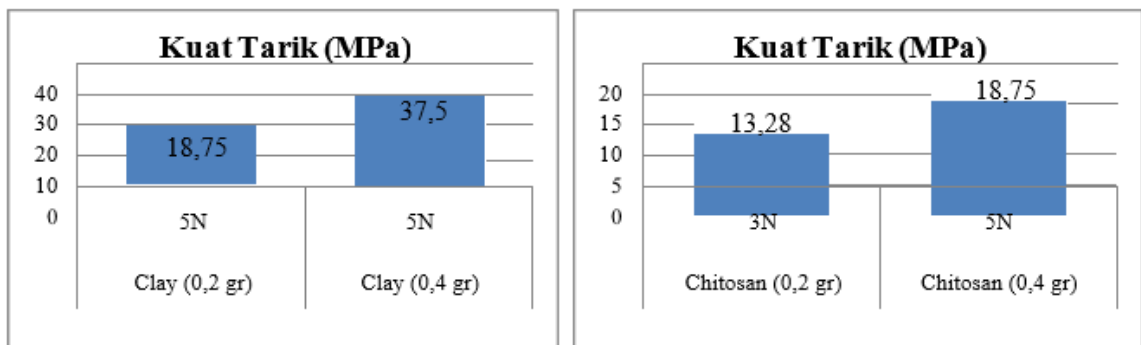 Kuat Tarik (MPa)
40
30
20
10
0
18,75
37,5
5N
5N
Clay (0,2 gr)
Clay (0,4 gr)
Kuat Tarik (MPa)
20
15
10
5
0
13,28
18,75
3N
5N
Chitosan (0,2 gr)
Chitosan (0,4 gr)